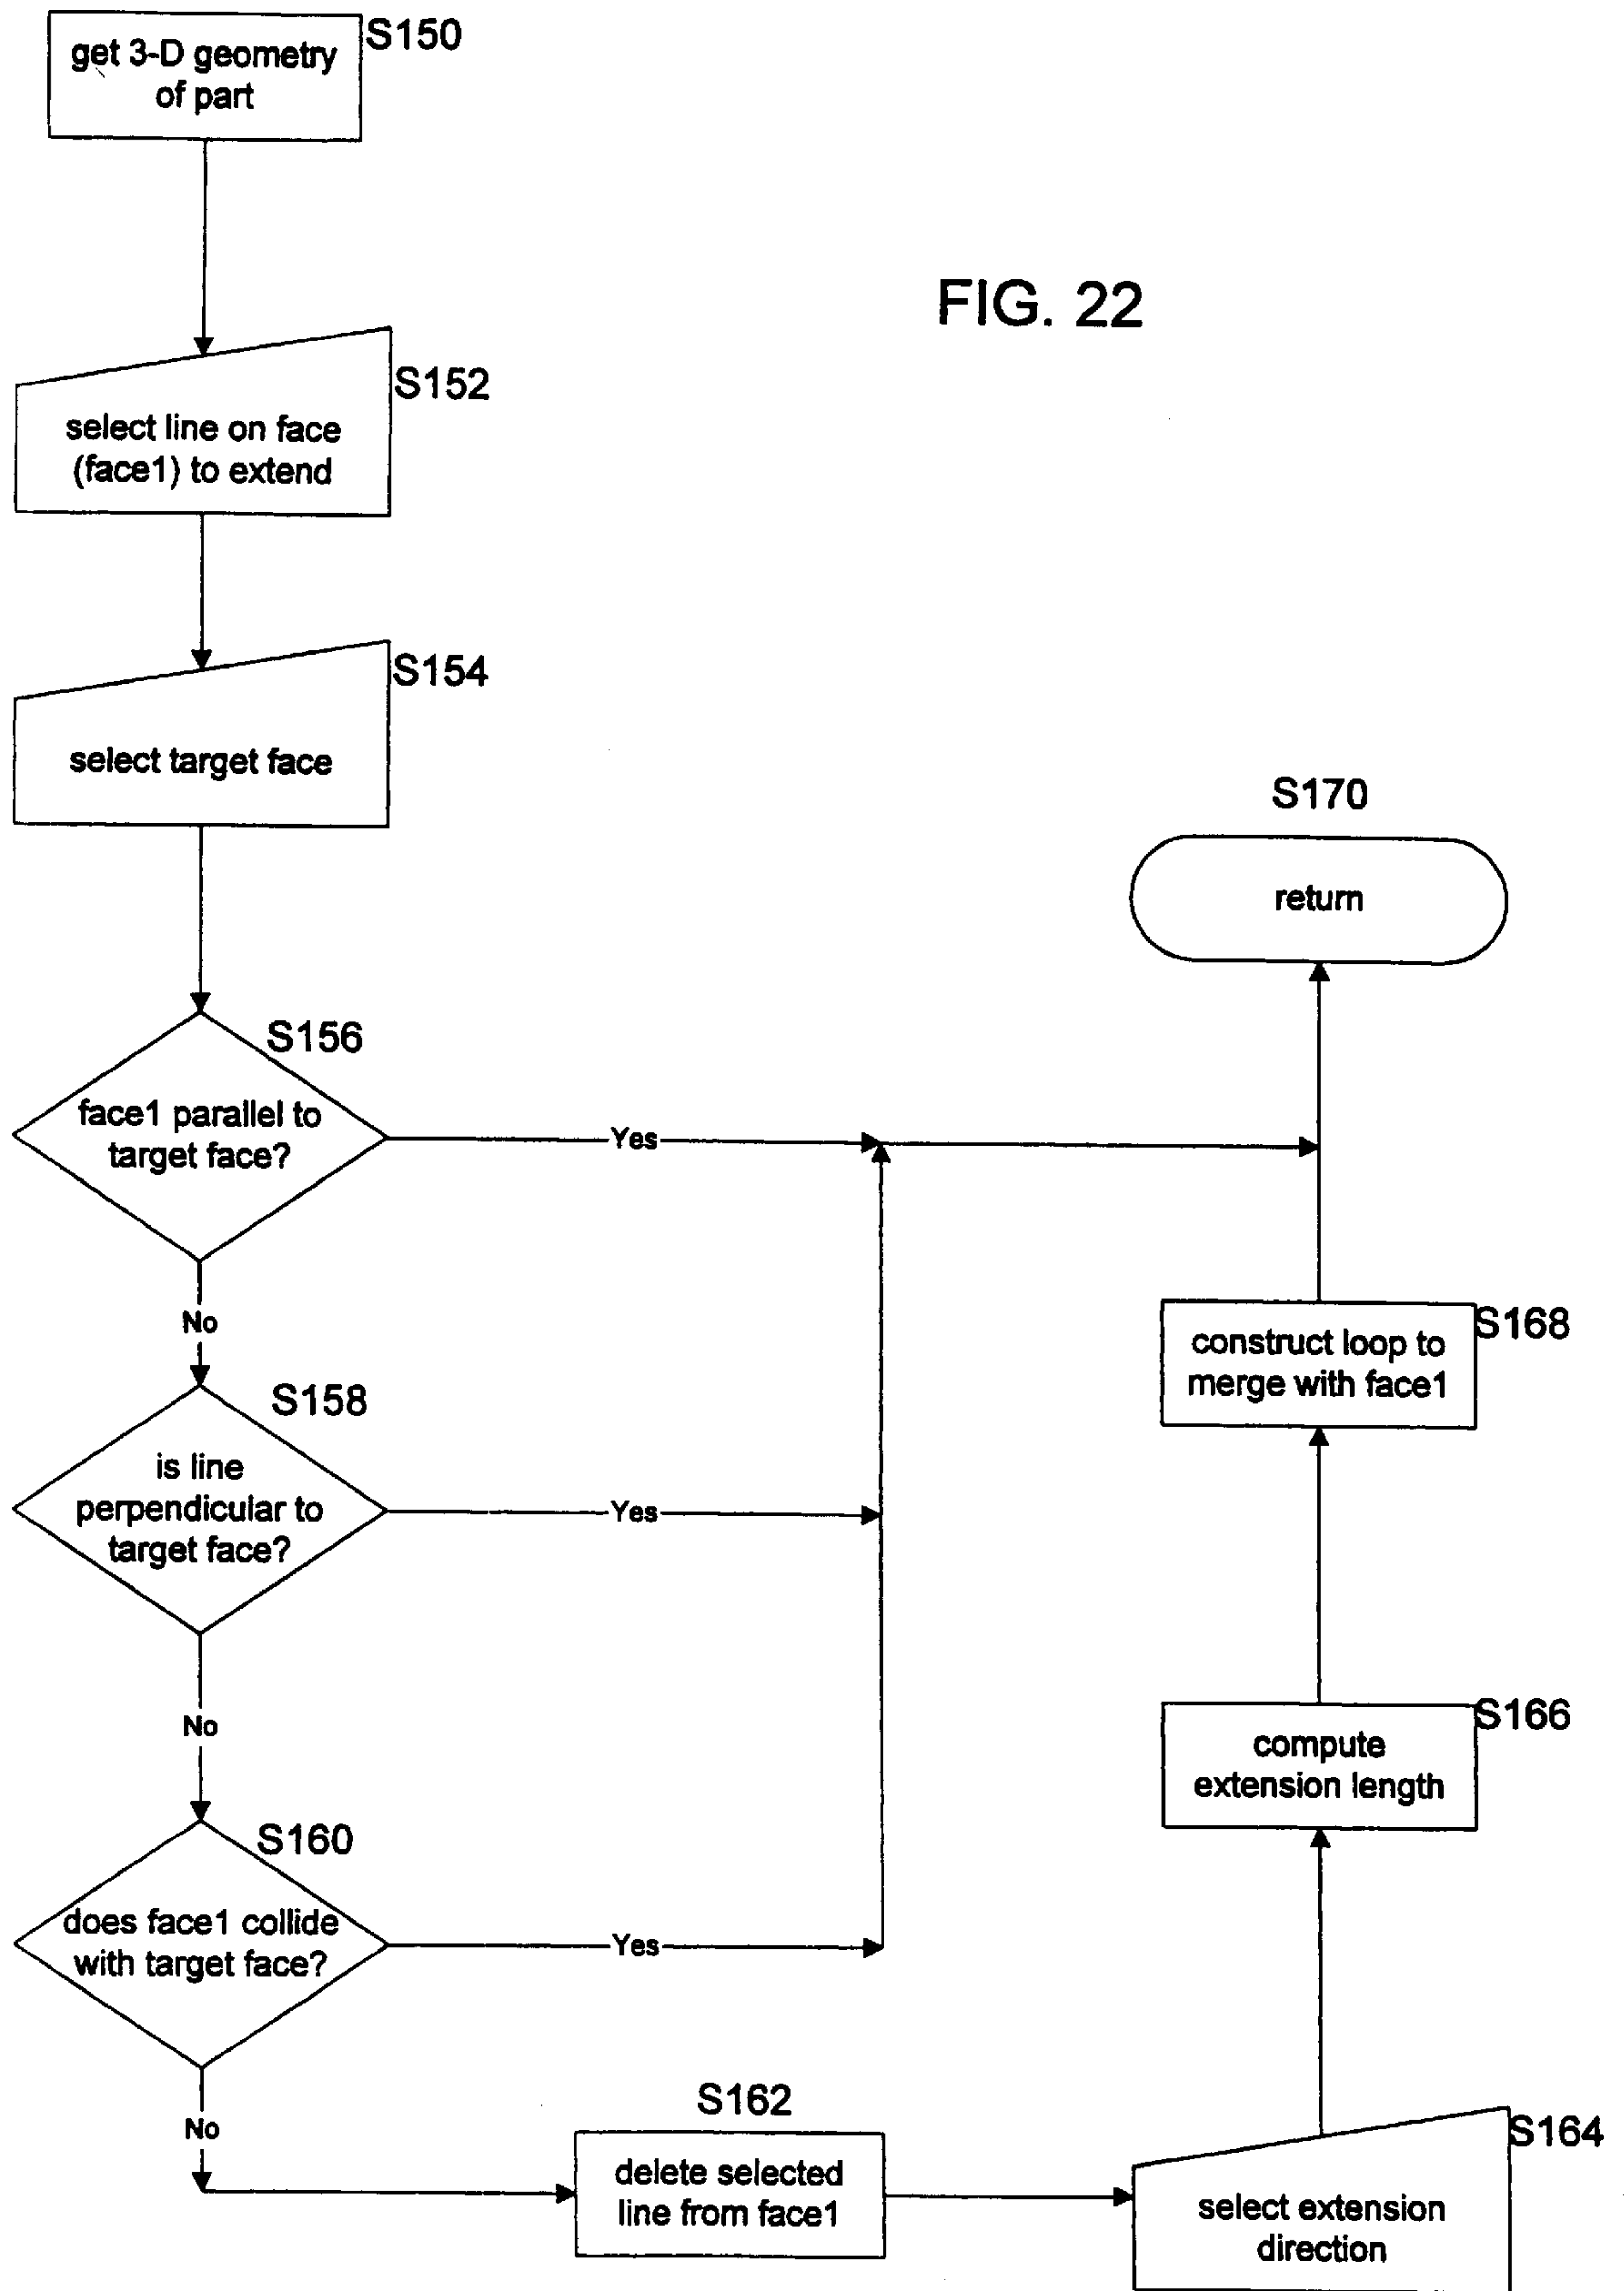 get 3-D geometry
of part
S150
FIG. 22
S152
select line on face
(face1) to extend
S154
select target face
S156
face1 parallel to
target face?
Yes
No
S158
is line
perpendicular to
target face?
Yes
No
S160
does face1 collide
with target face?
Yes
No
S162
delete selected
line from face1
S164
select extension
direction
S166
compute
extension length
S168
construct loop to
merge with face1
S170
return